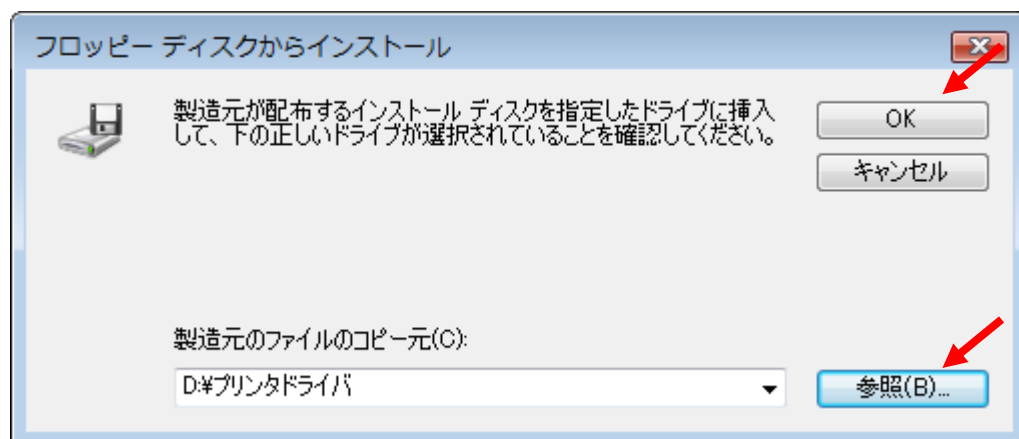 フロッピー ディスクからインストール
製造元が配布するインストール ディスクを指定したドライブに挿入
して、下の正しいドライブが選択されていることを確認してください。
OK
キャンセル
製造元のファイルのコピー元(C):
D:¥プリンタドライバ
参照(B)...